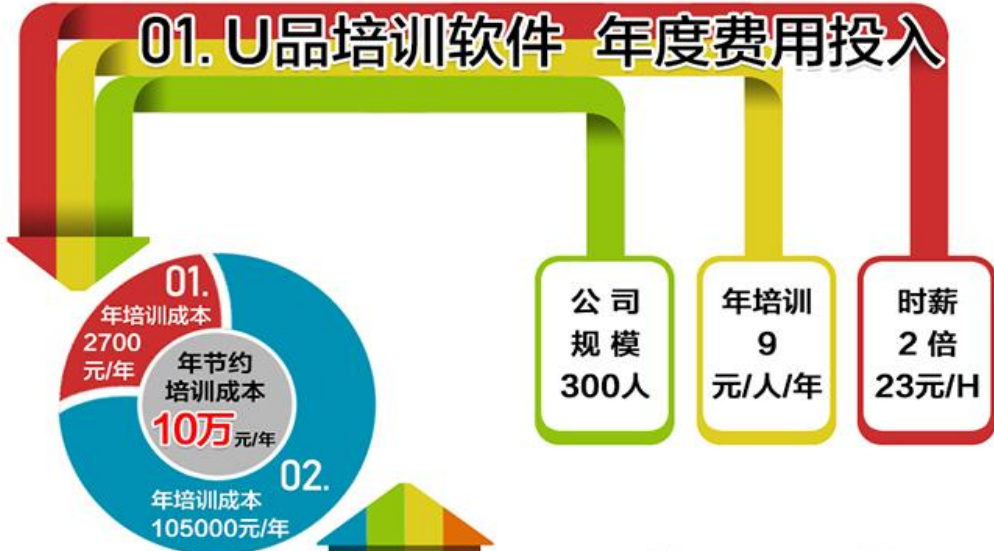 01. U品培训软件 年度费用投入
公司
规模
300人
年培训
9
元/人/年
时薪
2倍
23元/H
01.
年培训成本
2700
元/年
年节约
培训成本
10万元/年
02.
年培训成本
105000元/年